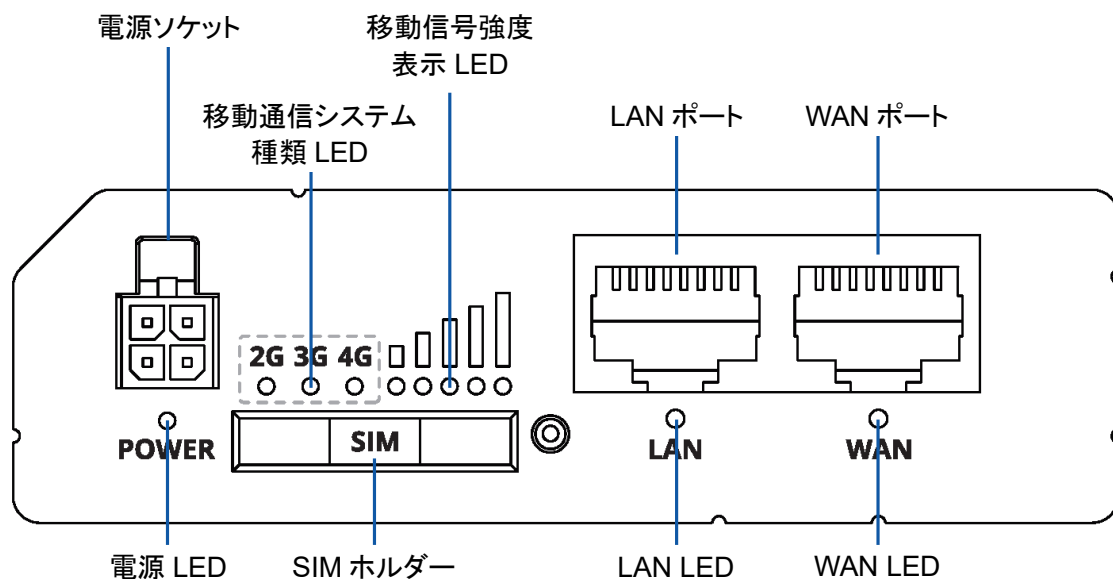 電源ソケット
移動信号強度
表示 LED
移動通信システム
種類 LED
LAN ポート
WAN ポート
2G 3G 4G
POWER
SIM
LAN
WAN
電源 LED
SIM ホルダー
LAN LED
WAN LED